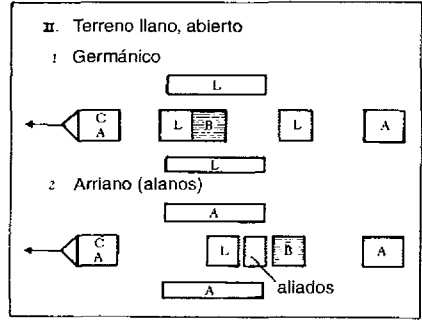 II. Terreno llano, abierto
1 Germánico
L
C A L B L A
L
2 Arriano (alanos)
A
C A L B A
aliados
A